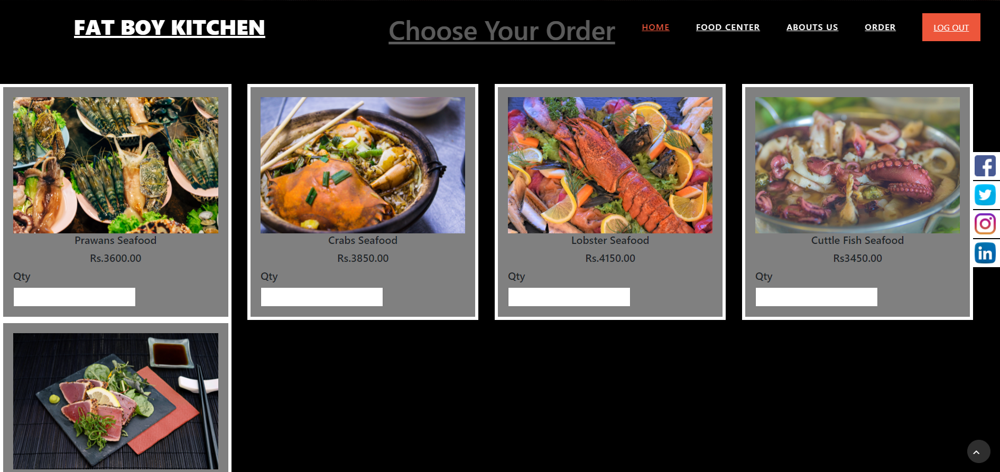 FAT BOY KITCHEN
Choose Your Order
HOME
FOOD CENTER
ABOUTS US
ORDER
LOG OUT
Prawans Seafood
Rs.3600.00
Qty
Crabs Seafood
Rs.3850.00
Qty
Lobster Seafood
Rs.4150.00
Qty
Cuttle Fish Seafood
Rs3450.00
Qty